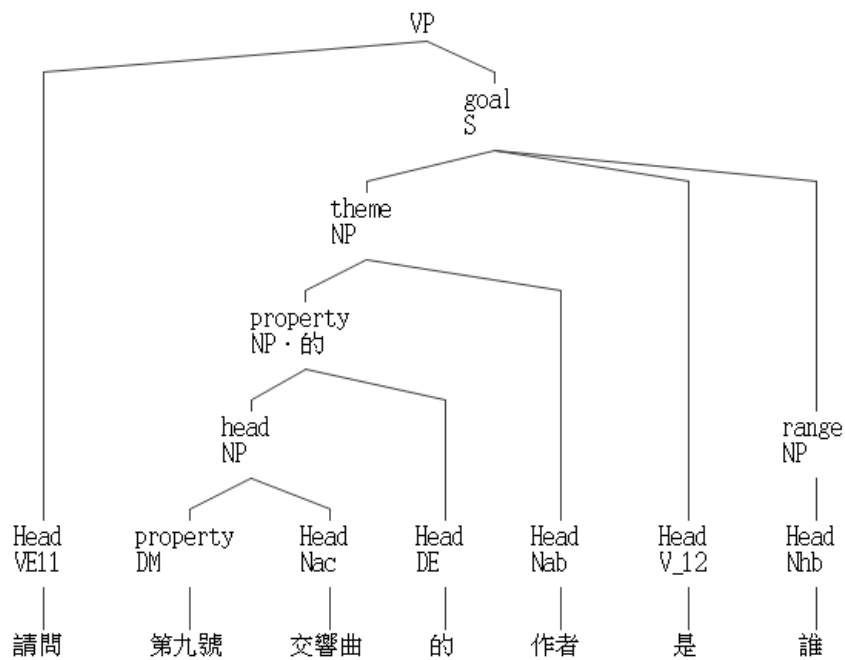 VP
goal
S
theme
NP
property
NP·的
head
NP
range
NP
Head property Head Head Head Head Head
VE11 DM Nac DE Nab V_12 Nhb
請問 第九號 交響曲 的 作者 是 誰